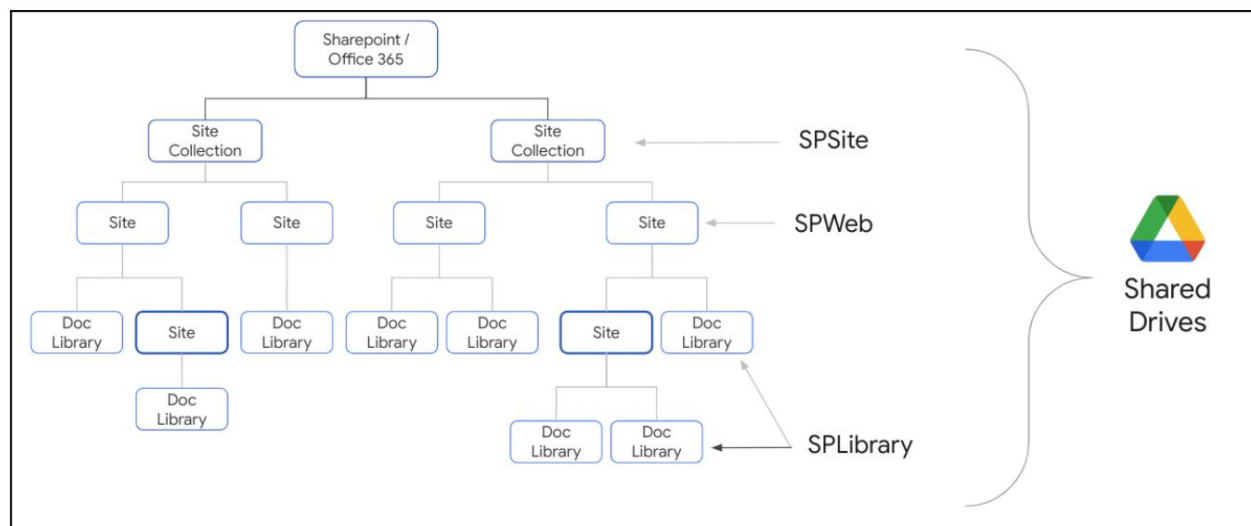 Sharepoint /
Office 365
Site
Collection
Site
Collection
SPSite
Site
Site
Site
Site
SPWeb
Doc
Library
Site
Doc
Library
Doc
Library
Doc
Library
Site
Doc
Library
Shared
Drives
Doc
Library
Doc
Library
Doc
Library
SPLibrary